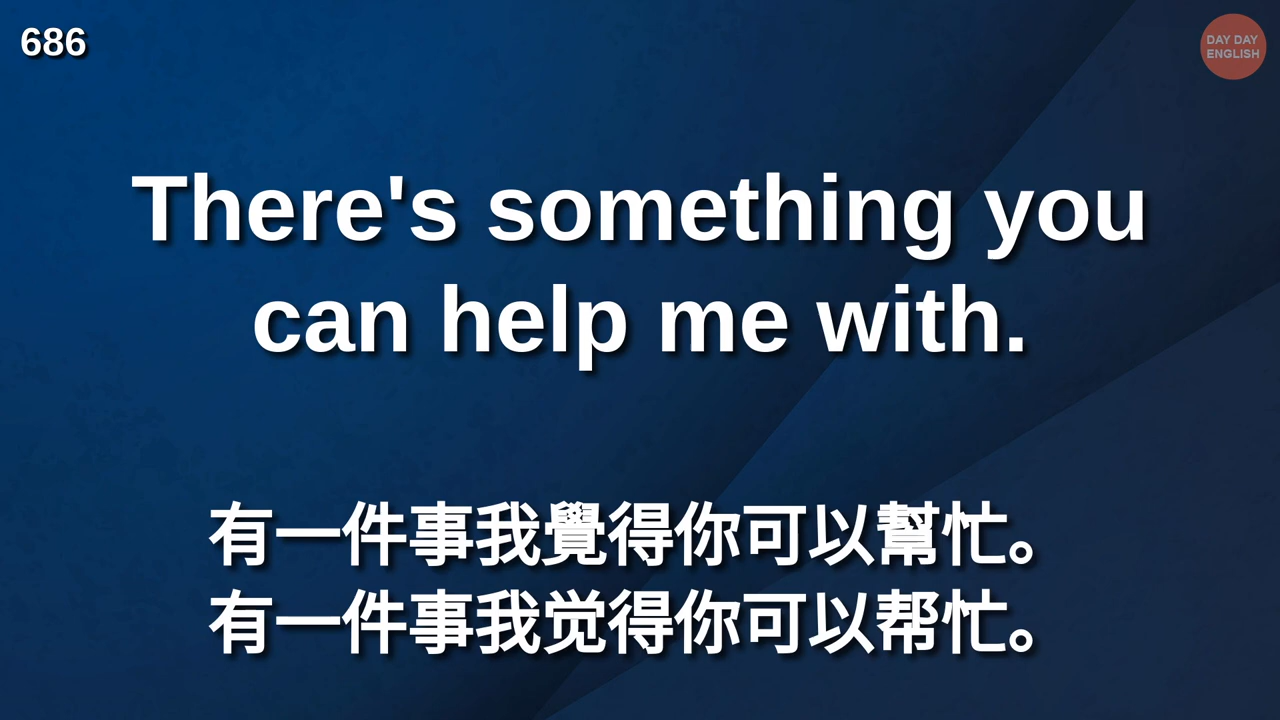 686
DAY DAY
ENGLISH
There's something you
can help me with.
有一件事我覺得你可以幫忙。
有一件事我觉得你可以帮忙。